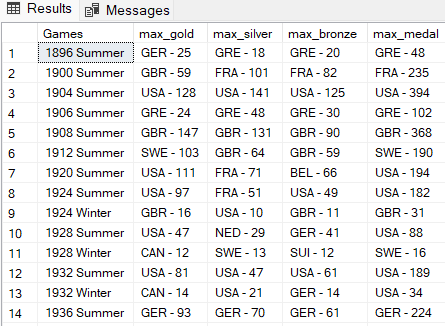 Results Messages
Games max_gold max_silver max_bronze max_medal
1 1896 Summer GER - 25 GRE - 18 GRE - 20 GRE - 48
2 1900 Summer GBR - 59 FRA - 101 FRA - 82 FRA - 235
3 1904 Summer USA - 128 USA - 141 USA - 125 USA - 394
4 1906 Summer GRE - 24 GRE - 48 GRE - 30 GRE - 102
5 1908 Summer GBR - 147 GBR - 131 GBR - 90 GBR - 368
6 1912 Summer SWE - 103 GBR - 64 GBR - 59 SWE - 190
7 1920 Summer USA - 111 FRA - 71 BEL - 66 USA - 194
8 1924 Summer USA - 97 FRA - 51 USA - 49 USA - 182
9 1924 Winter GBR - 16 USA - 10 GBR - 11 GBR - 31
10 1928 Summer USA - 47 NED - 29 GER - 41 USA - 88
11 1928 Winter CAN - 12 SWE - 13 SUI - 12 SWE - 16
12 1932 Summer USA - 81 USA - 47 USA - 61 USA - 189
13 1932 Winter CAN - 14 USA - 21 GER - 14 USA - 34
14 1936 Summer GER - 93 GER - 70 GER - 61 GER - 224